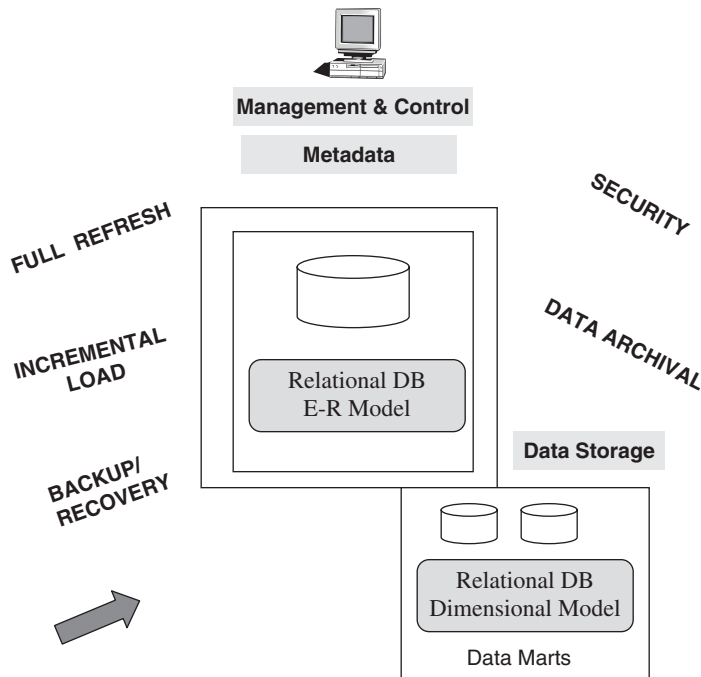 Management & Control
Metadata
FULL REFRESH
SECURITY
INCREMENTAL
LOAD
DATA ARCHIVAL
Relational DB
E-R Model
Data Storage
BACKUP/
RECOVERY
Relational DB
Dimensional Model
Data Marts